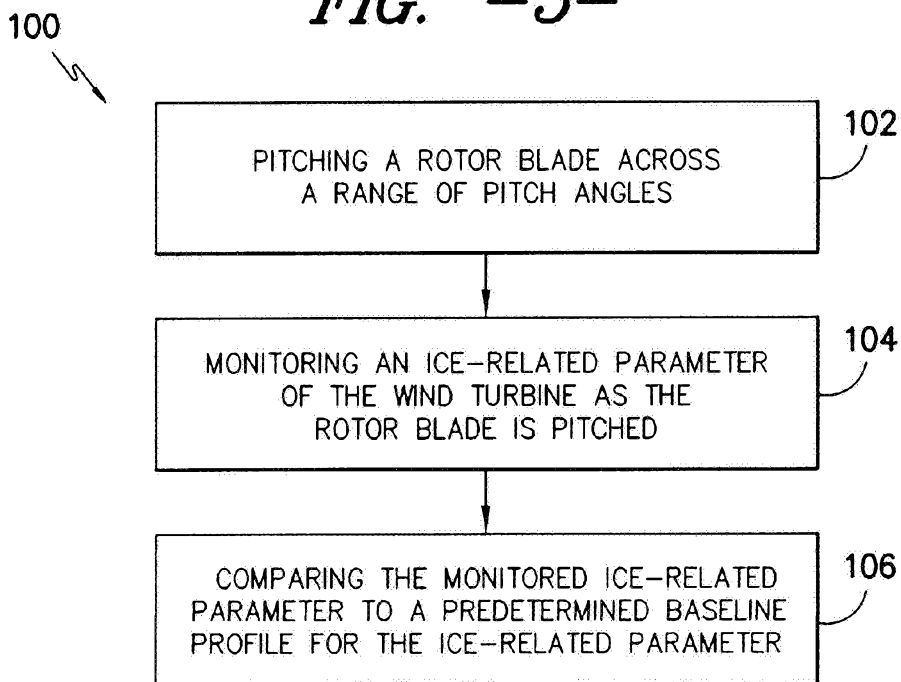 FIG. -5-
100
102
PITCHING A ROTOR BLADE ACROSS
A RANGE OF PITCH ANGLES
104
MONITORING AN ICE-RELATED PARAMETER
OF THE WIND TURBINE AS THE
ROTOR BLADE IS PITCHED
106
COMPARING THE MONITORED ICE-RELATED
PARAMETER TO A PREDETERMINED BASELINE
PROFILE FOR THE ICE-RELATED PARAMETER